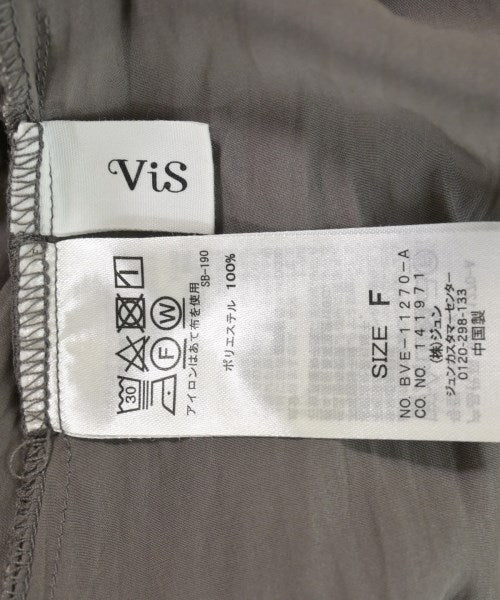 ViS
30
F
W
アイロンはあて布を使用
SB-190
ポリエステル 100%
SIZE F
NO. BVE-11270-A
CO. NO. 141971
(株)ジュン
ジュンカスタマーセンター
0120-298-133
中国製